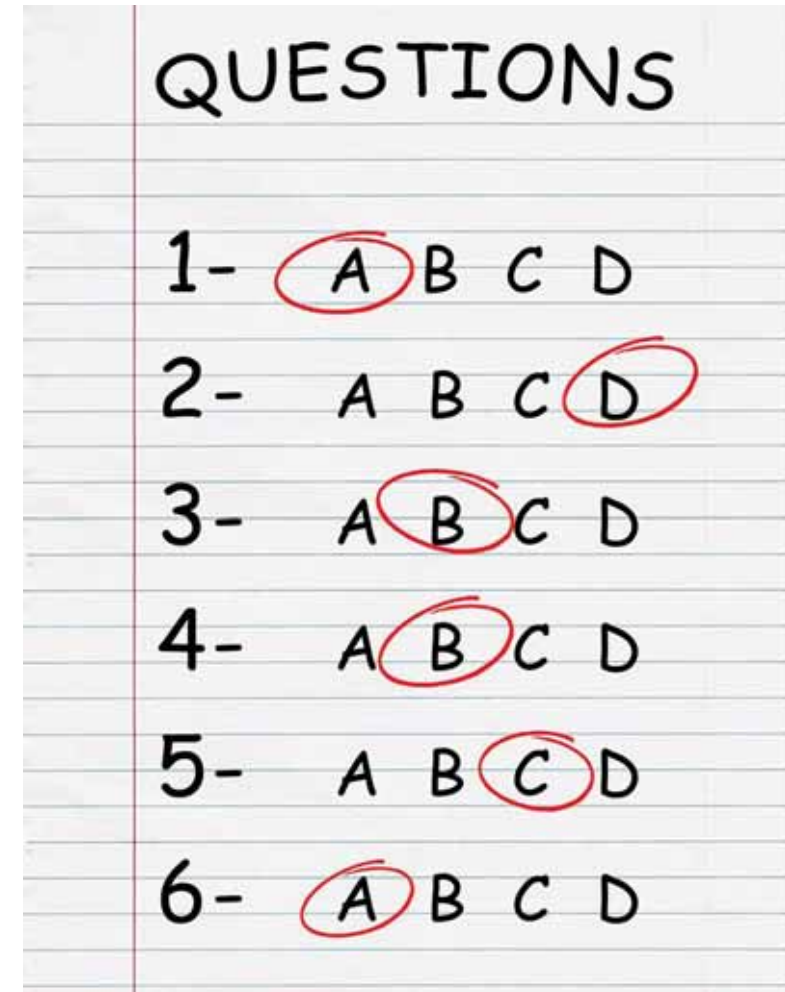 QUESTIONS
1- A B C D
2- A B C D
3- A B C D
4- A B C D
5- A B C D
6- A B C D